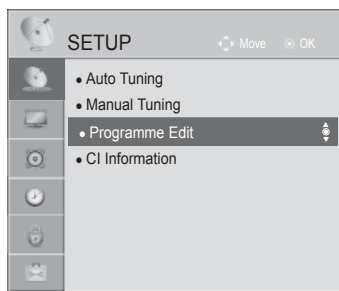 SETUP
Move OK
• Auto Tuning
• Manual Tuning
• Programme Edit
• CI Information